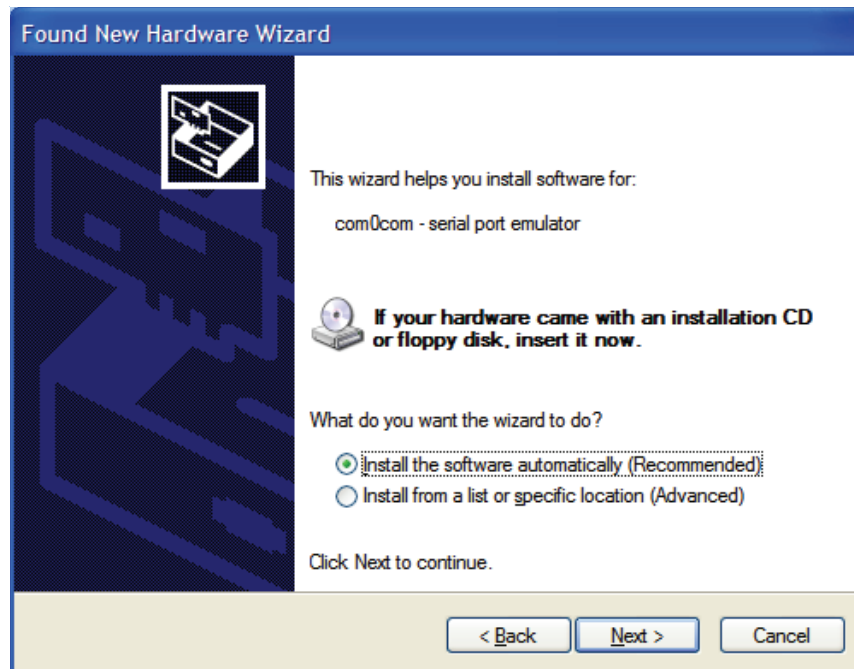 Found New Hardware Wizard
This wizard helps you install software for:
com0com - serial port emulator
If your hardware came with an installation CD
or floppy disk, insert it now.
What do you want the wizard to do?
Install the software automatically (Recommended)
Install from a list or specific location (Advanced)
Click Next to continue.
< Back Next > Cancel